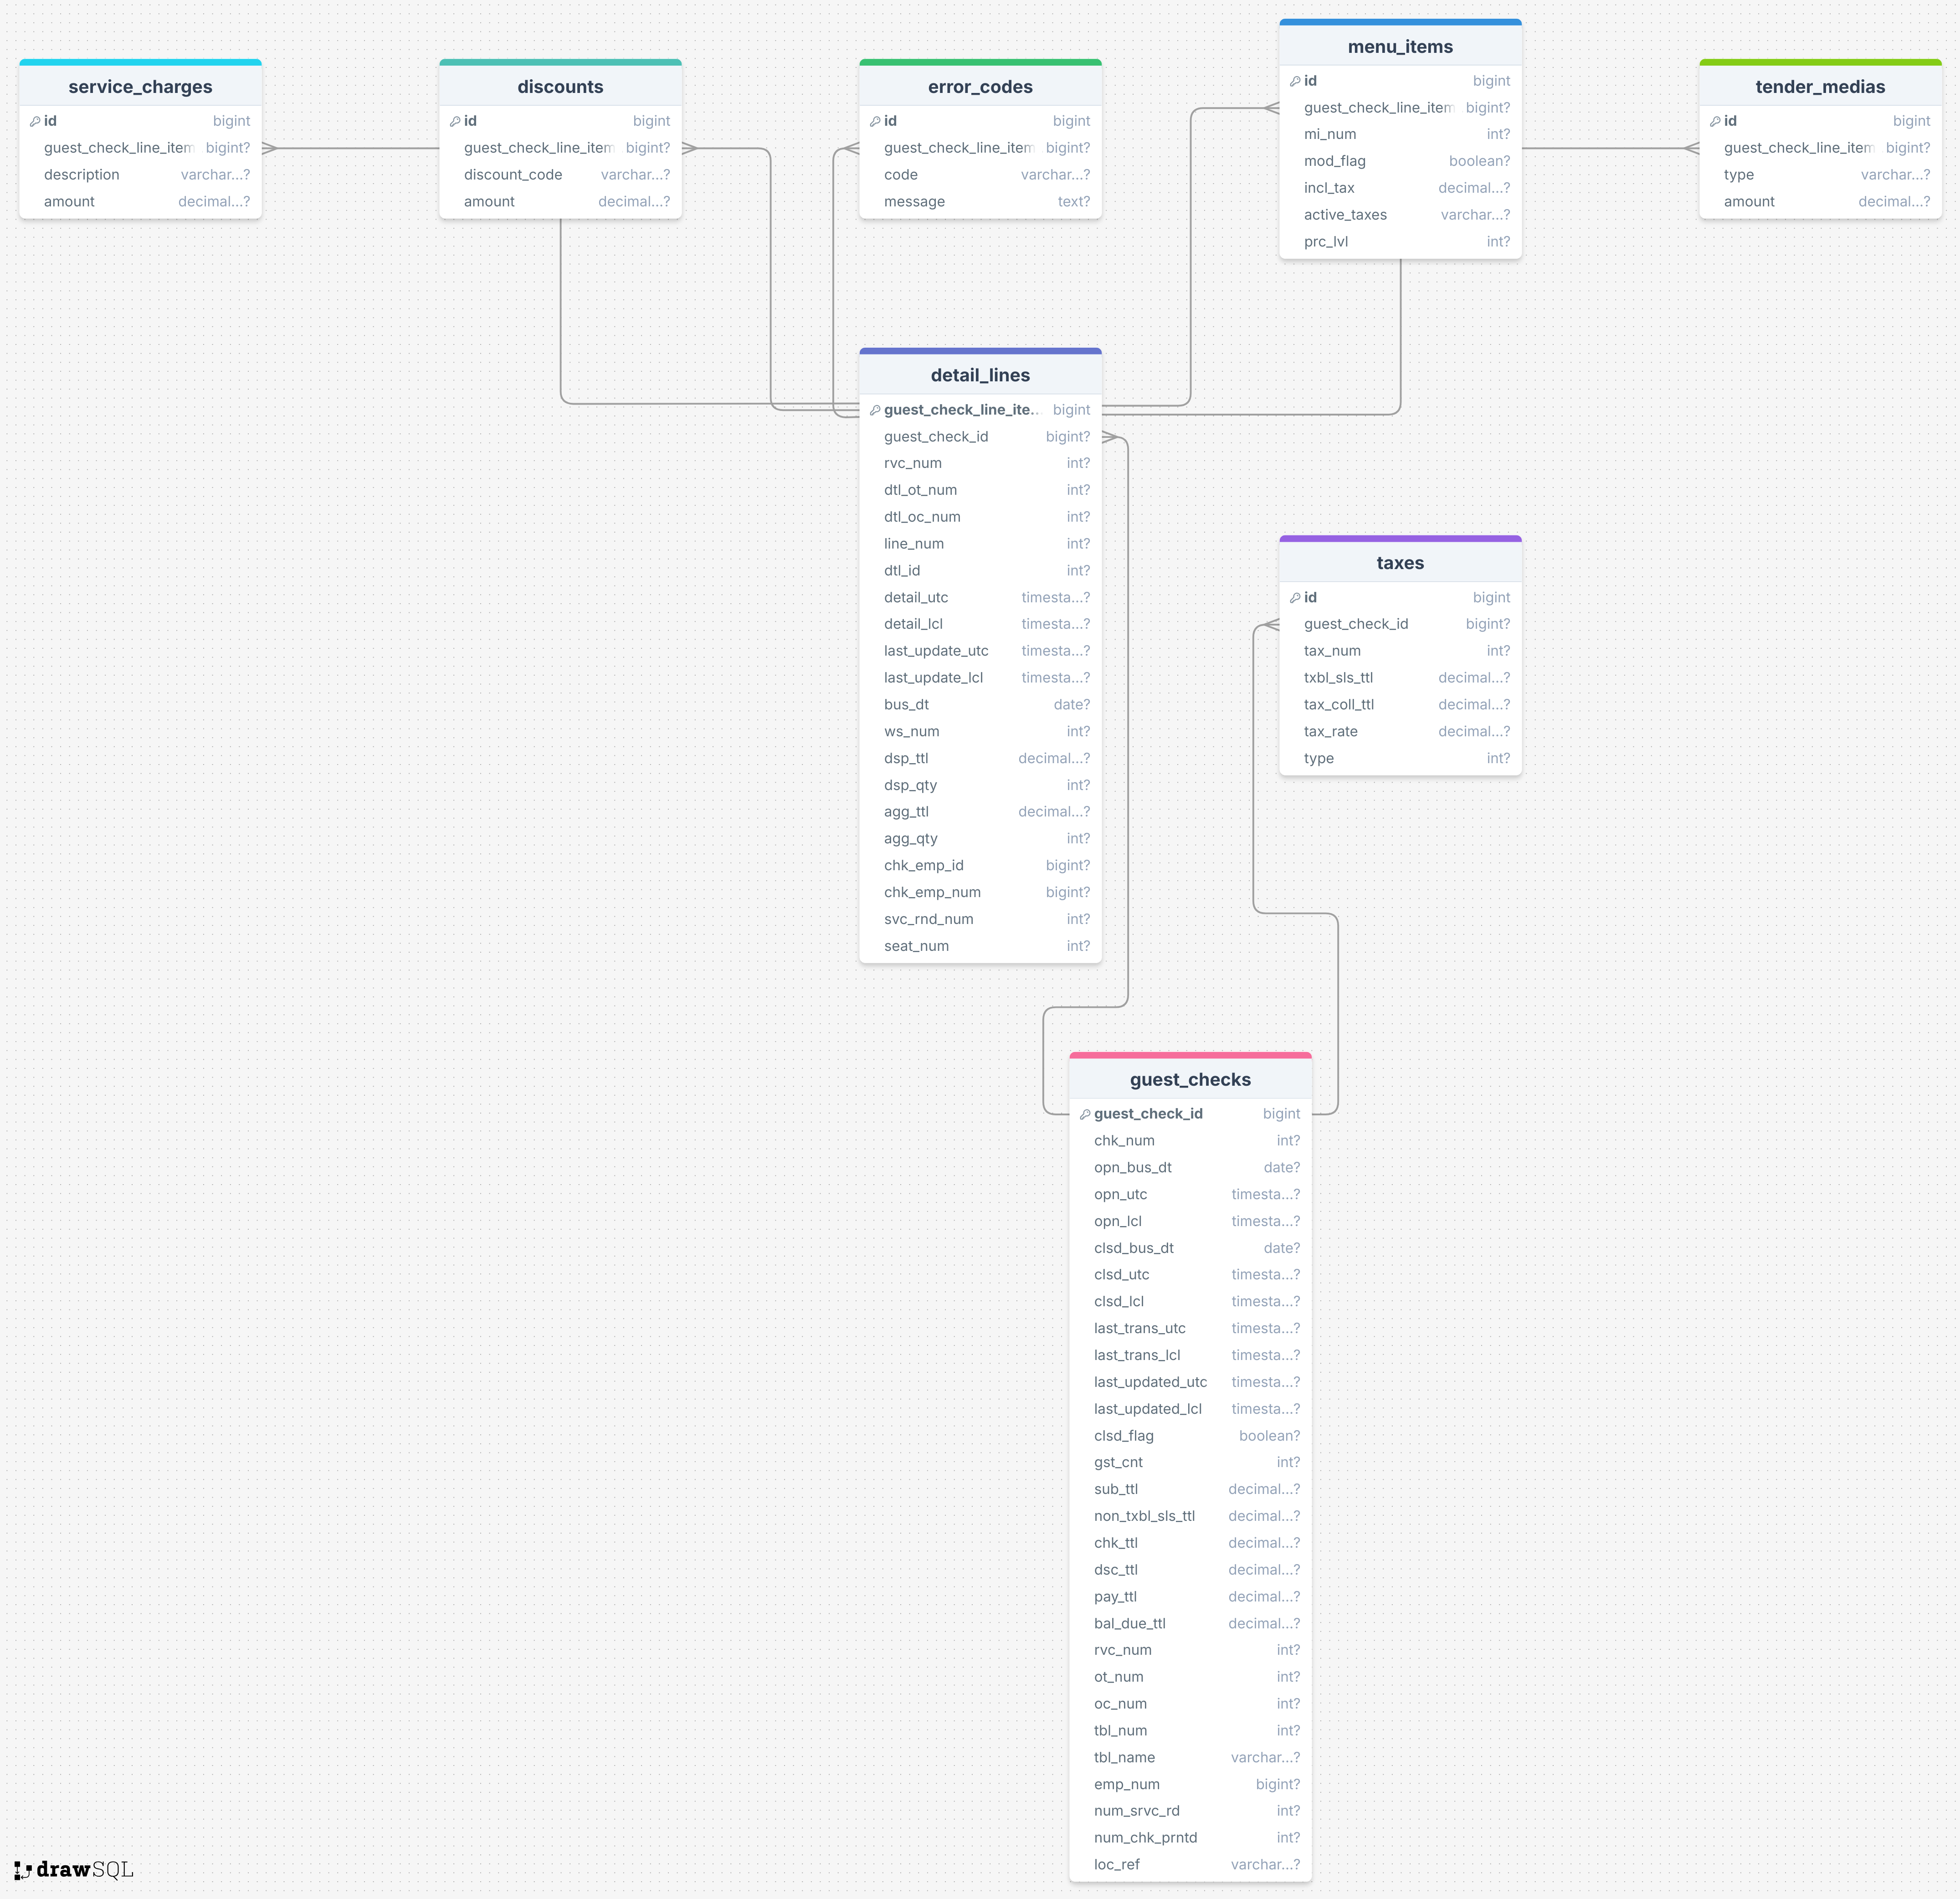 service_charges
id bigint
guest_check_line_item bigint?
description varchar...?
amount decimal...?
discounts
id bigint
guest_check_line_item bigint?
discount_code varchar...?
amount decimal...?
error_codes
id bigint
guest_check_line_item bigint?
code varchar...?
message text?
menu_items
id bigint
guest_check_line_item bigint?
mi_num int?
mod_flag boolean?
incl_tax decimal...?
active_taxes varchar...?
prc_lvl int?
tender_medias
id bigint
guest_check_line_item bigint?
type varchar...?
amount decimal...?
detail_lines
guest_check_line_ite... bigint
guest_check_id bigint?
rvc_num int?
dtl_ot_num int?
dtl_oc_num int?
line_num int?
dtl_id int?
detail_utc timesta...?
detail_lcl timesta...?
last_update_utc timesta...?
last_update_lcl timesta...?
bus_dt date?
ws_num int?
dsp_ttl decimal...?
dsp_qty int?
agg_ttl decimal...?
agg_qty int?
chk_emp_id bigint?
chk_emp_num bigint?
svc_rnd_num int?
seat_num int?
taxes
id bigint
guest_check_id bigint?
tax_num int?
txbl_sls_ttl decimal...?
tax_coll_ttl decimal...?
tax_rate decimal...?
type int?
guest_checks
guest_check_id bigint
chk_num int?
opn_bus_dt date?
opn_utc timesta...?
opn_lcl timesta...?
clsd_bus_dt date?
clsd_utc timesta...?
clsd_lcl timesta...?
last_trans_utc timesta...?
last_trans_lcl timesta...?
last_updated_utc timesta...?
last_updated_lcl timesta...?
clsd_flag boolean?
gst_cnt int?
sub_ttl decimal...?
non_txbl_sls_ttl decimal...?
chk_ttl decimal...?
dsc_ttl decimal...?
pay_ttl decimal...?
bal_due_ttl decimal...?
rvc_num int?
ot_num int?
oc_num int?
tbl_num int?
tbl_name varchar...?
emp_num bigint?
num_srvc_rd int?
num_chk_prntd int?
loc_ref varchar...?
drawSQL